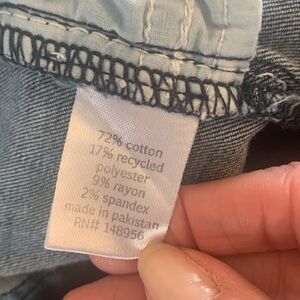 72% cotton
17% recycled
polyester
9% rayon
2% spandex
made in pakistan
RN# 148956